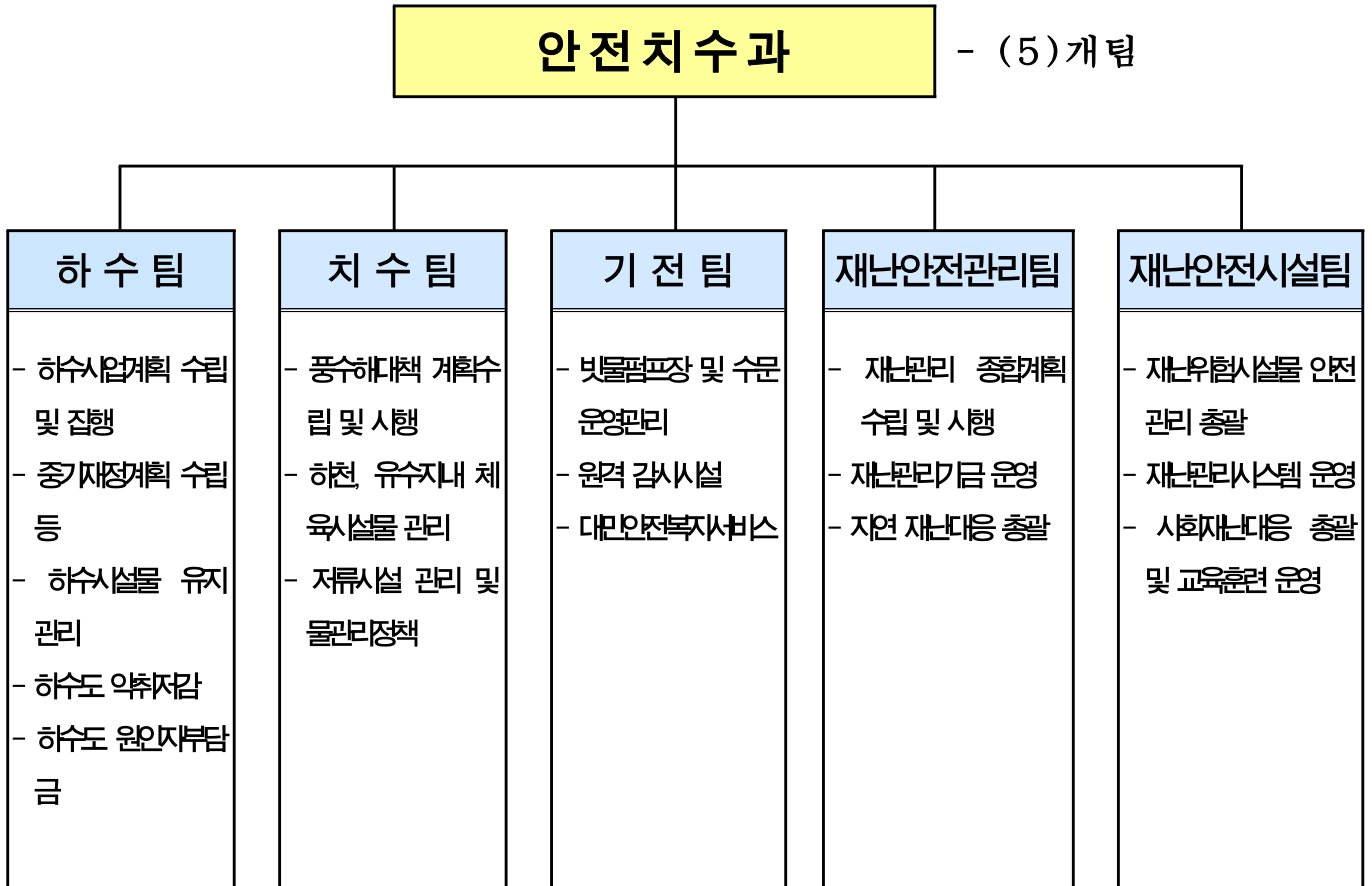 안전치수과
- (5)개팀
하 수 팀
- 하수사업계획 수립
및 집행
- 중기재정계획 수립
등
- 하수시설물 유지
관리
- 하수도 악취저감
- 하수도 원인자부담
금
치 수 팀
- 풍수해대책 계획수
립 및 시행
- 하천, 유수지내 체
육시설물 관리
- 저류시설 관리 및
물관리정책
기 전 팀
- 빗물펌프장 및 수문
운영관리
- 원격 감시시설
- 대민안전복지서비스
재난안전관리팀
- 재난관리 종합계획
수립 및 시행
- 재난관리기금 운영
- 자연 재난대응 총괄
재난안전시설팀
- 재난위험시설물 안전
관리 총괄
- 재난관리시스템 운영
- 사회재난대응 총괄
및 교육훈련 운영